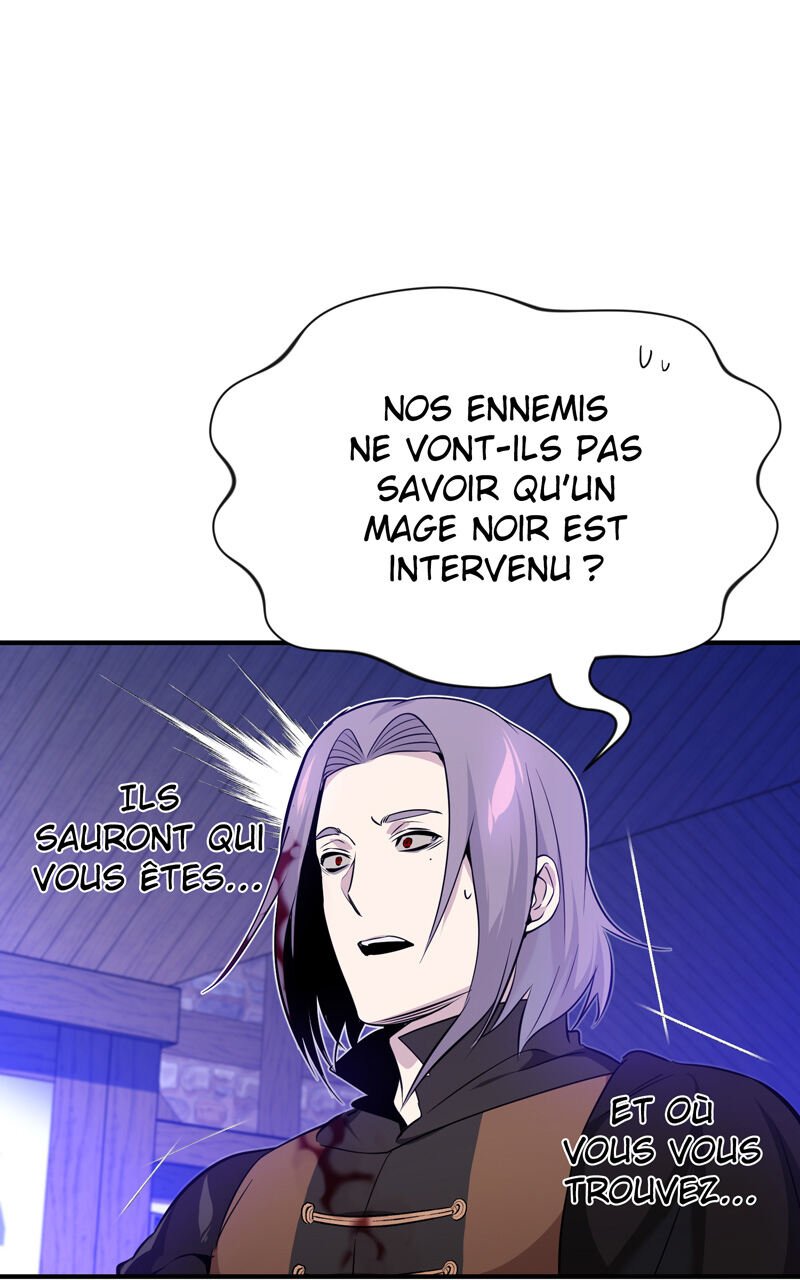 NOS ENNEMIS
NE VONT-ILS PAS
SAVOIR QU'UN
MAGE NOIR EST
INTERVENU ?
ILS
SAURONT QUI
VOUS ÊTES...
ET OÙ
VOUS VOUS
TROUVEZ...